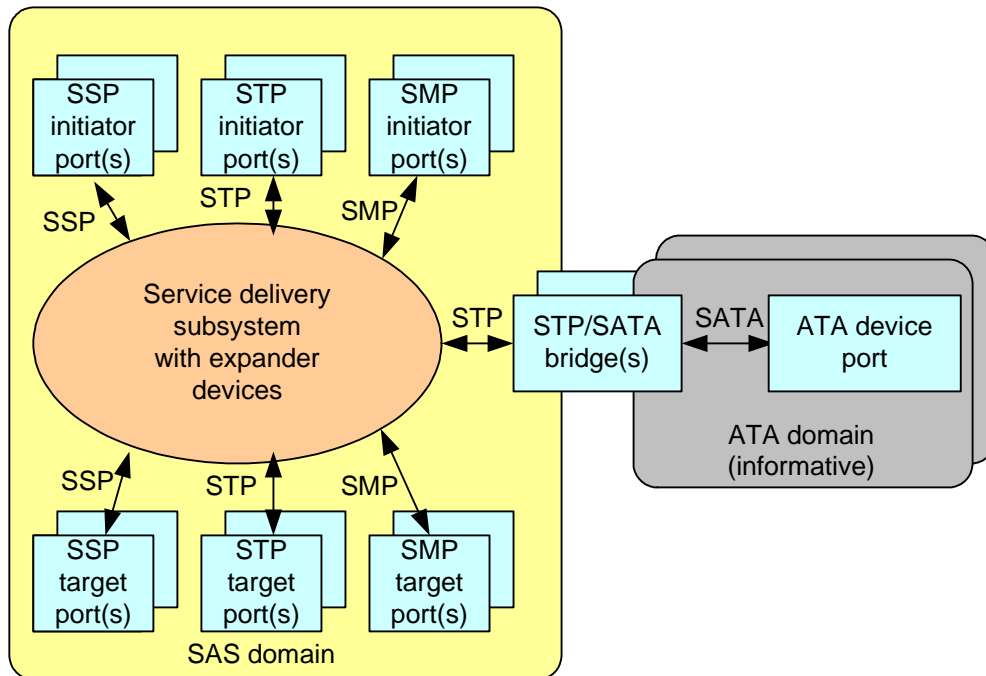 SSP
initiator
port(s)
STP
initiator
port(s)
SMP
initiator
port(s)
SSP
STP
SMP
Service delivery
subsystem
with expander
devices
STP
STP/SATA
bridge(s)
SATA
ATA device
port
ATA domain
(informative)
SSP
STP
SMP
SSP
target
port(s)
STP
target
port(s)
SMP
target
port(s)
SAS domain